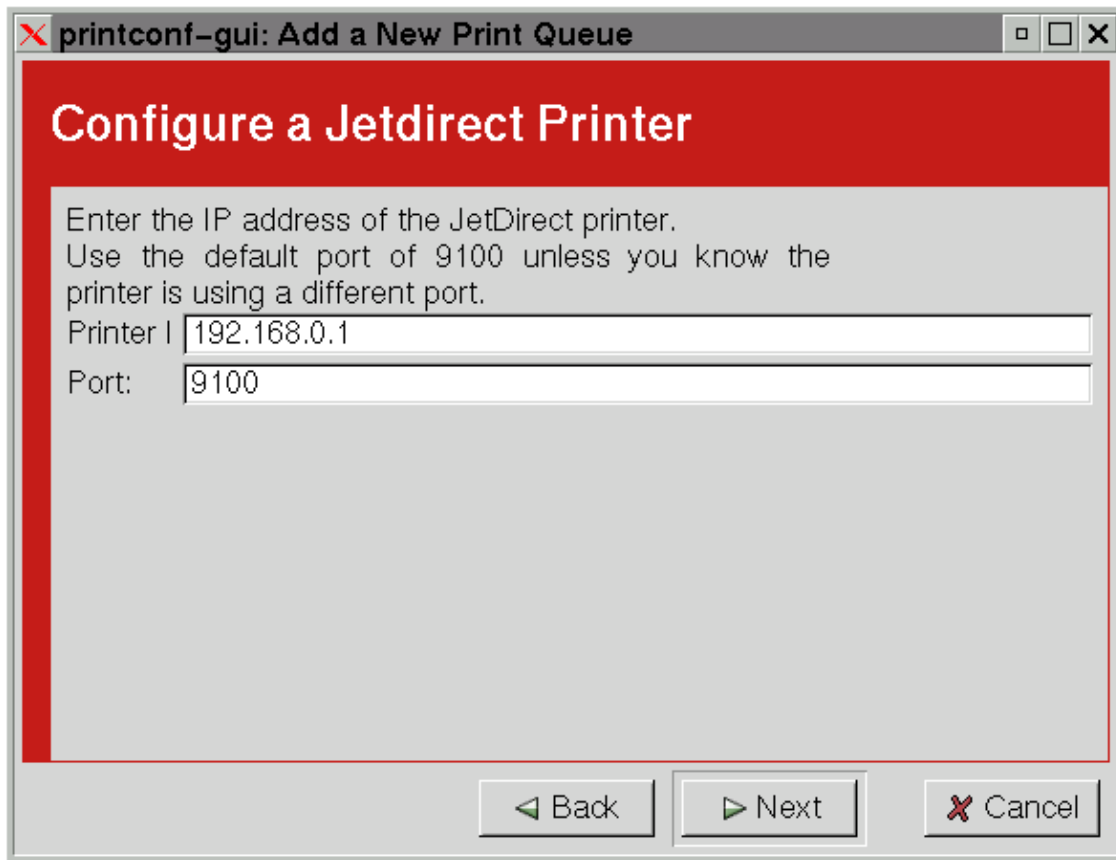 printconf-gui: Add a New Print Queue
Configure a Jetdirect Printer
Enter the IP address of the JetDirect printer.
Use the default port of 9100 unless you know the
printer is using a different port.
Printer I 192.168.0.1
Port: 9100
Back Next Cancel